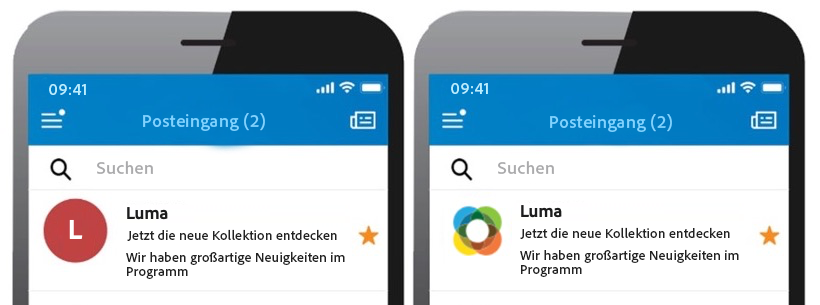 09:41
Posteingang (2)
Suchen
L
Luma
Jetzt die neue Kollektion entdecken
Wir haben großartige Neuigkeiten im
Programm
09:41
Posteingang (2)
Suchen
Luma
Jetzt die neue Kollektion entdecken
Wir haben großartige Neuigkeiten im
Programm